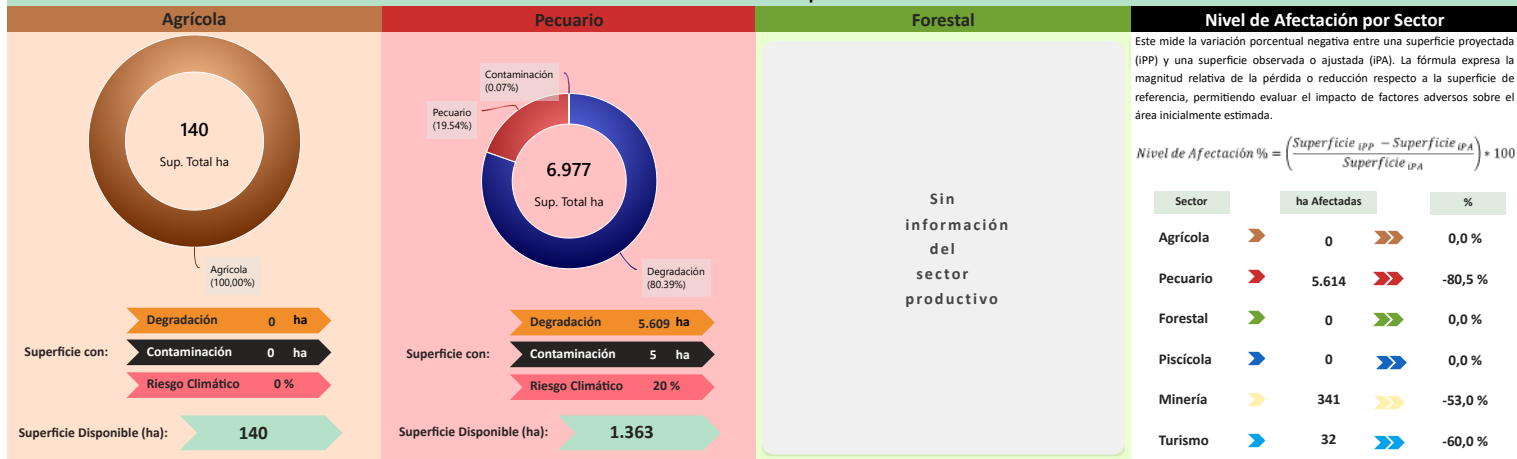 Agrícola
140
Sup. Total ha
Agrícola
(100,00%)
Superficie con:
Degradación 0 ha
Contaminación 0 ha
Riesgo Climático 0 %
Superficie Disponible (ha): 140
Pecuario
Contaminación
(0.07%)
Pecuario
(19.54%)
6.977
Sup. Total ha
Degradación
(80.39%)
Superficie con:
Degradación 5.609 ha
Contaminación 5 ha
Riesgo Climático 20 %
Superficie Disponible (ha): 1.363
Forestal
Sin
información
del
sector
productivo
Nivel de Afectación por Sector
Este mide la variación porcentual negativa entre una superficie proyectada
(iPP) y una superficie observada o ajustada (iPA). La fórmula expresa la
magnitud relativa de la pérdida o reducción respecto a la superficie de
referencia, permitiendo evaluar el impacto de factores adversos sobre el
área inicialmente estimada.
Nivel de Afectación % = (Superficie iPP − Superficie iPA / Superficie iPA) * 100
Sector ha Afectadas %
Agrícola 0 0,0 %
Pecuario 5.614 -80,5 %
Forestal 0 0,0 %
Piscícola 0 0,0 %
Minería 341 -53,0 %
Turismo 32 -60,0 %